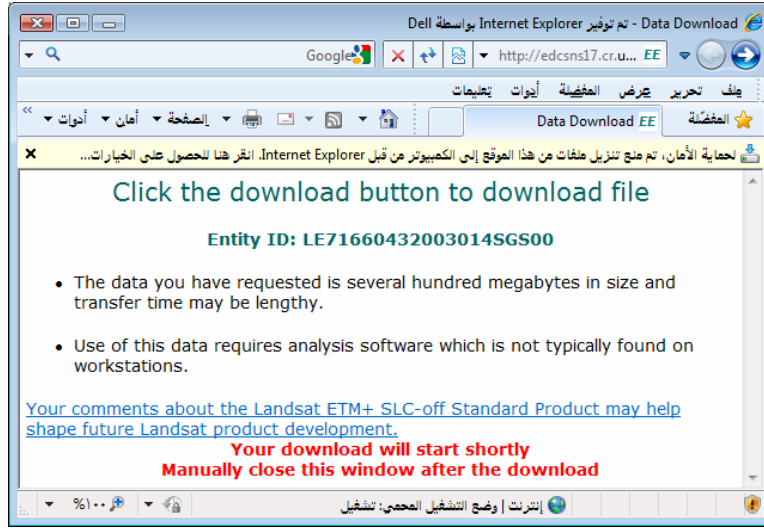 Data Download - تم توفير Internet Explorer بواسطة Dell
http://edcsns17.cr.u... EE
Google
ملف تحرير عرض المفضلة أدوات تعليمات
المفضّلة
Data Download EE
الصفحة أمان أدوات
لحماية الأمان، تم منع تنزيل ملفات من هذا الموقع إلى الكمبيوتر من قبل Internet Explorer. انقر هنا للحصول على الخيارات...
Click the download button to download file
Entity ID: LE71660432003014SGS00
• The data you have requested is several hundred megabytes in size and
transfer time may be lengthy.
• Use of this data requires analysis software which is not typically found on
workstations.
Your comments about the Landsat ETM+ SLC-off Standard Product may help
shape future Landsat product development.
Your download will start shortly
Manually close this window after the download
إنترنت | وضع التشغيل المحمي: تشغيل
%١٠٠